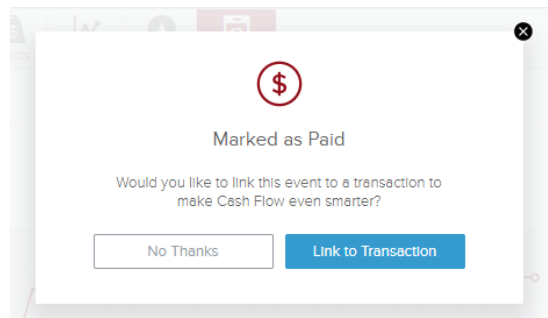 $
Marked as Paid
Would you like to link this event to a transaction to
make Cash Flow even smarter?
No Thanks
Link to Transaction